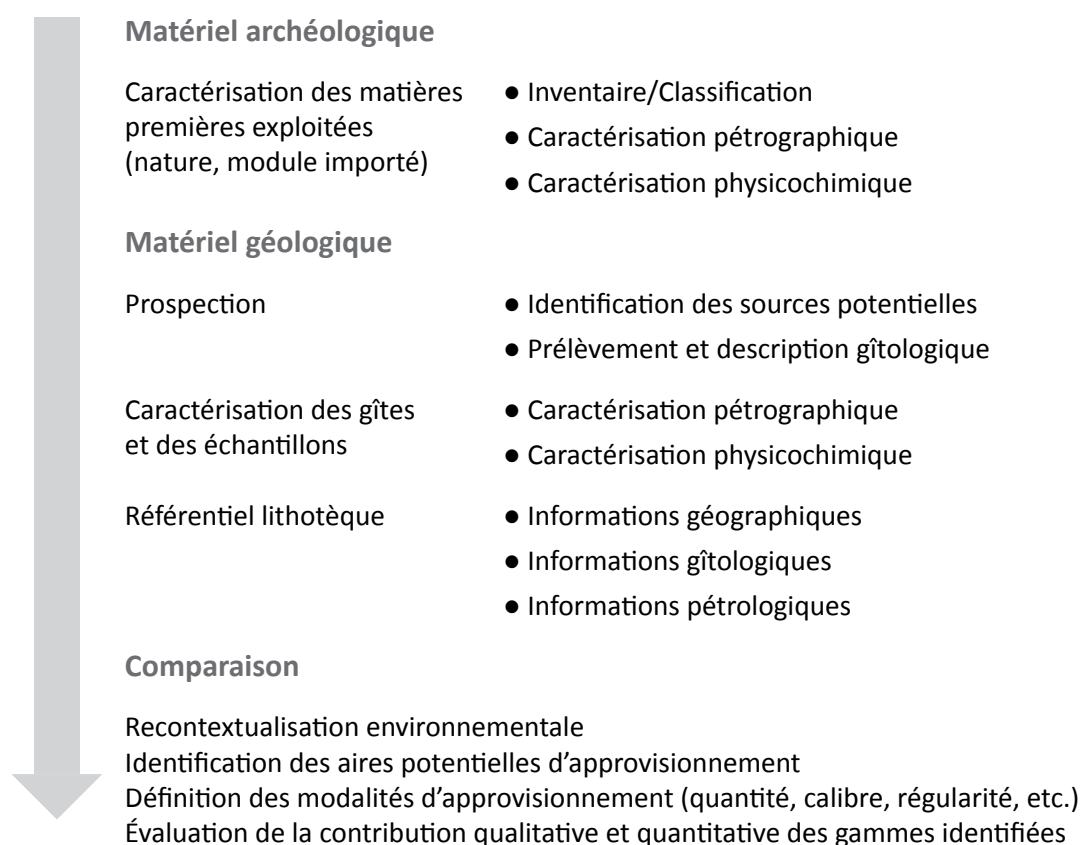 Matériel archéologique
Caractérisation des matières
premières exploitées
(nature, module importé)
● Inventaire/Classification
● Caractérisation pétrographique
● Caractérisation physicochimique
Matériel géologique
Prospection
● Identification des sources potentielles
● Prélèvement et description gîtologique
Caractérisation des gîtes
et des échantillons
● Caractérisation pétrographique
● Caractérisation physicochimique
Référentiel lithotèque
● Informations géographiques
● Informations gîtologiques
● Informations pétrologiques
Comparaison
Recontextualisation environnementale
Identification des aires potentielles d'approvisionnement
Définition des modalités d'approvisionnement (quantité, calibre, régularité, etc.)
Évaluation de la contribution qualitative et quantitative des gammes identifiées